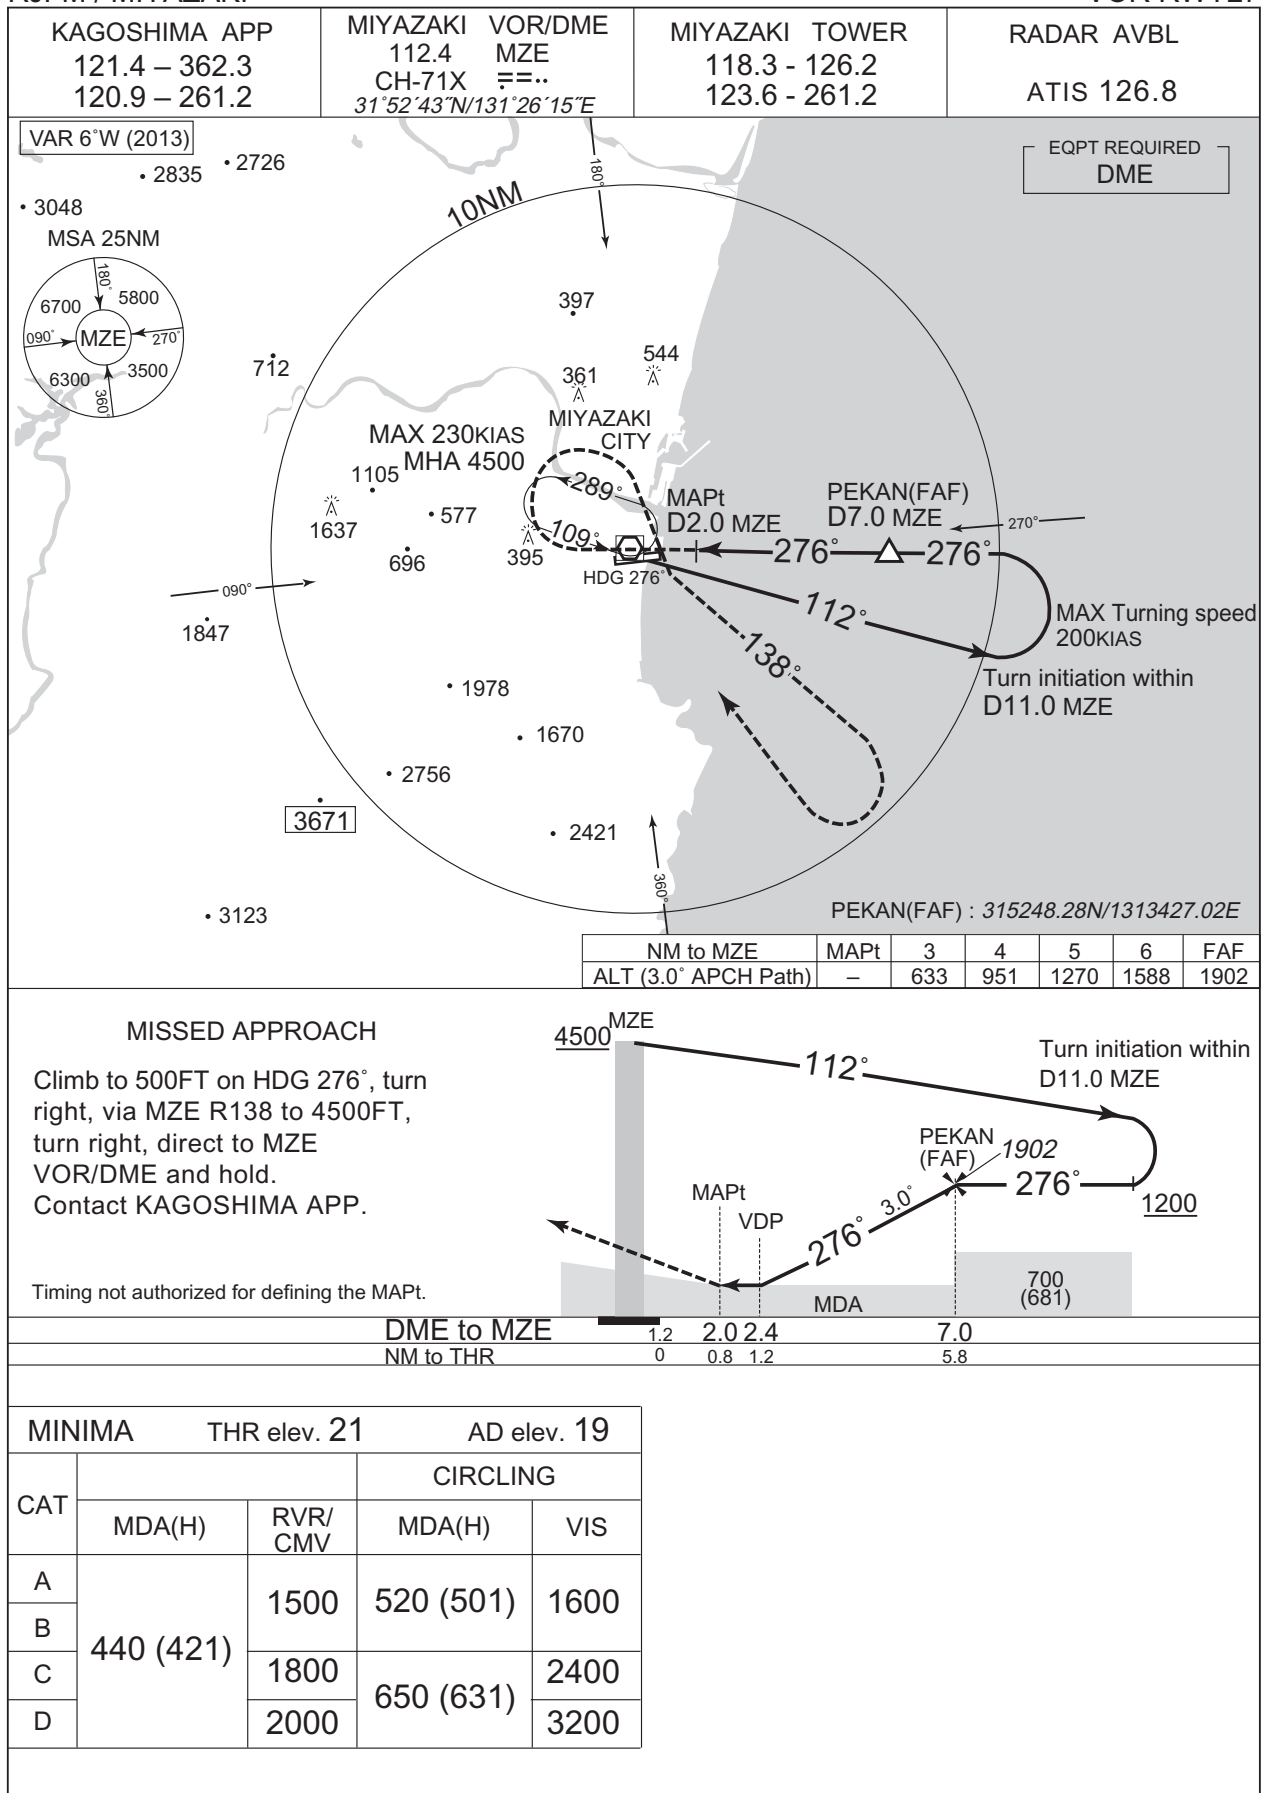 KAGOSHIMA APP
121.4 – 362.3
120.9 – 261.2
MIYAZAKI VOR/DME
112.4 MZE
CH-71X
31°52´43˝N/131°26´15˝E
MIYAZAKI TOWER
118.3 - 126.2
123.6 - 261.2
RADAR AVBL
ATIS 126.8
VAR 6°W (2013)
EQPT REQUIRED
DME
2835
2726
3048
MSA 25NM
180°
6700
5800
090°
MZE
270°
6300
3500
360°
10NM
180°
397
544
361
712
MIYAZAKI
CITY
MAX 230KIAS
MHA 4500
1105
289°
1637
577
109°
395
696
HDG 276°
MAPt
D2.0 MZE
PEKAN(FAF)
D7.0 MZE
270°
276°
276°
090°
112°
MAX Turning speed
200KIAS
1847
138°
Turn initiation within
D11.0 MZE
1978
1670
2756
3671
2421
360°
3123
PEKAN(FAF) : 315248.28N/1313427.02E
NM to MZE MAPt 3 4 5 6 FAF
ALT (3.0° APCH Path) – 633 951 1270 1588 1902
MISSED APPROACH
Climb to 500FT on HDG 276°, turn
right, via MZE R138 to 4500FT,
turn right, direct to MZE
VOR/DME and hold.
Contact KAGOSHIMA APP.
Timing not authorized for defining the MAPt.
MZE
4500
112°
Turn initiation within
D11.0 MZE
PEKAN
(FAF)
1902
276°
1200
MAPt
VDP
276°
3.0°
MDA
700
(681)
DME to MZE 1.2 2.0 2.4 7.0
NM to THR 0 0.8 1.2 5.8
MINIMA THR elev. 21 AD elev. 19
CAT
CIRCLING
MDA(H)
RVR/
CMV
MDA(H)
VIS
A
B
C
D
440 (421)
1500
1800
2000
520 (501)
650 (631)
1600
2400
3200